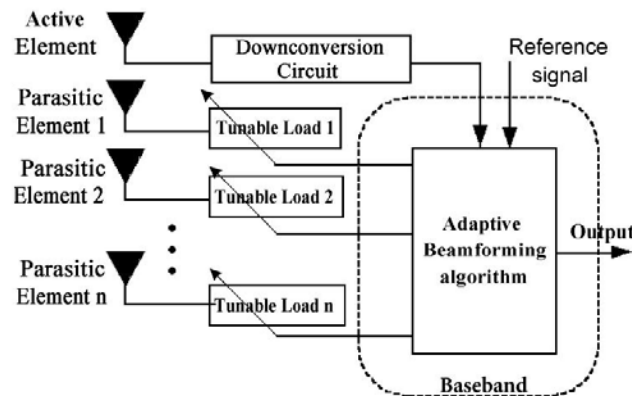 Active
Element
Downconversion
Circuit
Reference
signal
Parasitic
Element 1
Tunable Load 1
Parasitic
Element 2
Tunable Load 2
Adaptive
Beamforming
algorithm
Output
Parasitic
Element n
Tunable Load n
Baseband